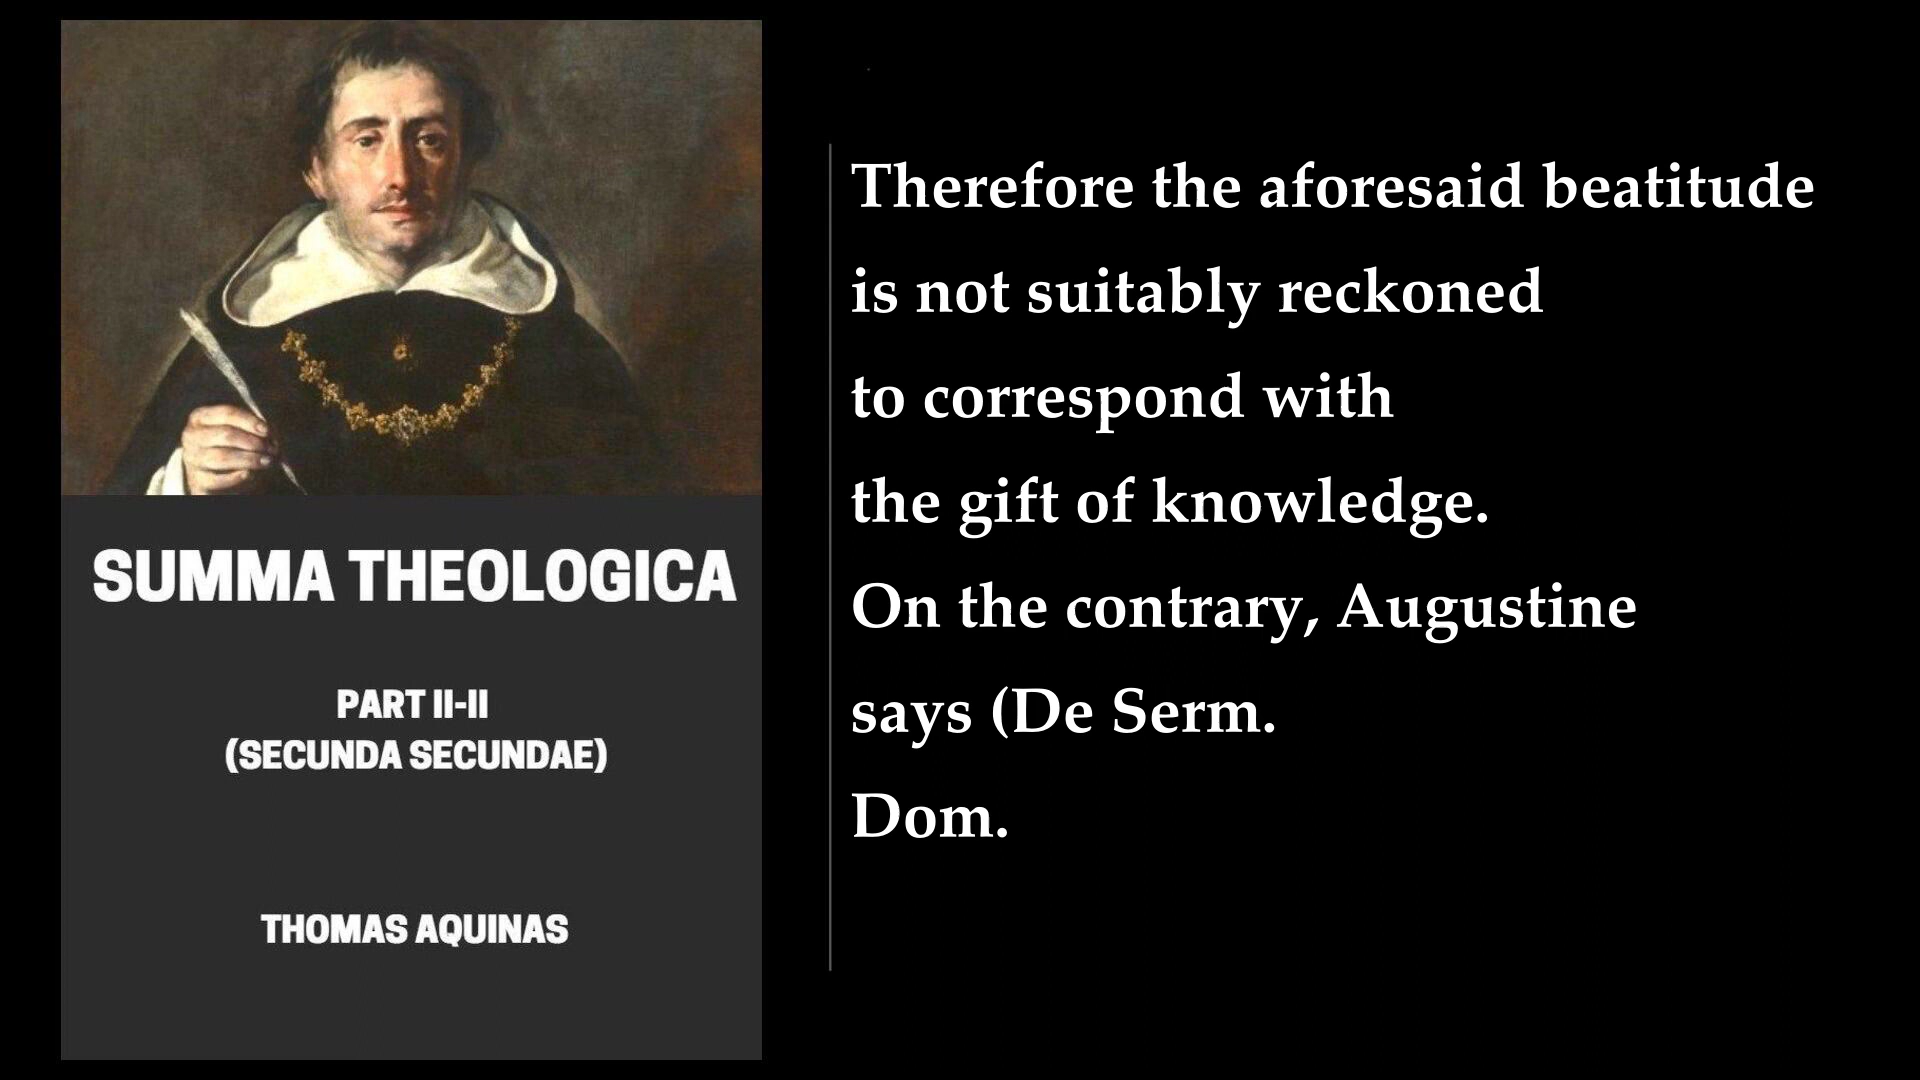 SUMMA THEOLOGICA
PART II-II
(SECUNDA SECUNDAE)
THOMAS AQUINAS
Therefore the aforesaid beatitude
is not suitably reckoned
to correspond with
the gift of knowledge.
On the contrary, Augustine
says (De Serm.
Dom.